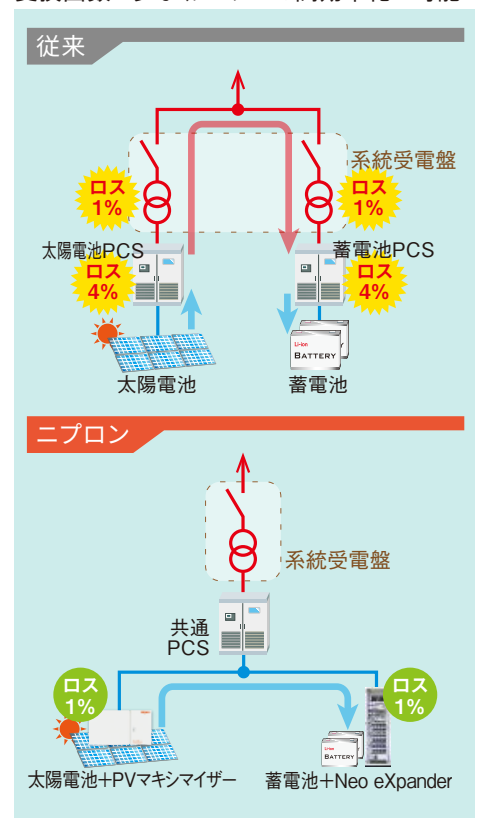 従来
系統受電盤
ロス
1%
ロス
1%
太陽電池PCS
蓄電池PCS
ロス
4%
ロス
4%
Li-ion
BATTERY
太陽電池
蓄電池
ニプロン
系統受電盤
共通
PCS
ロス
1%
ロス
1%
Li-ion
BATTERY
太陽電池+PVマキシマイザー
蓄電池+Neo eXpander